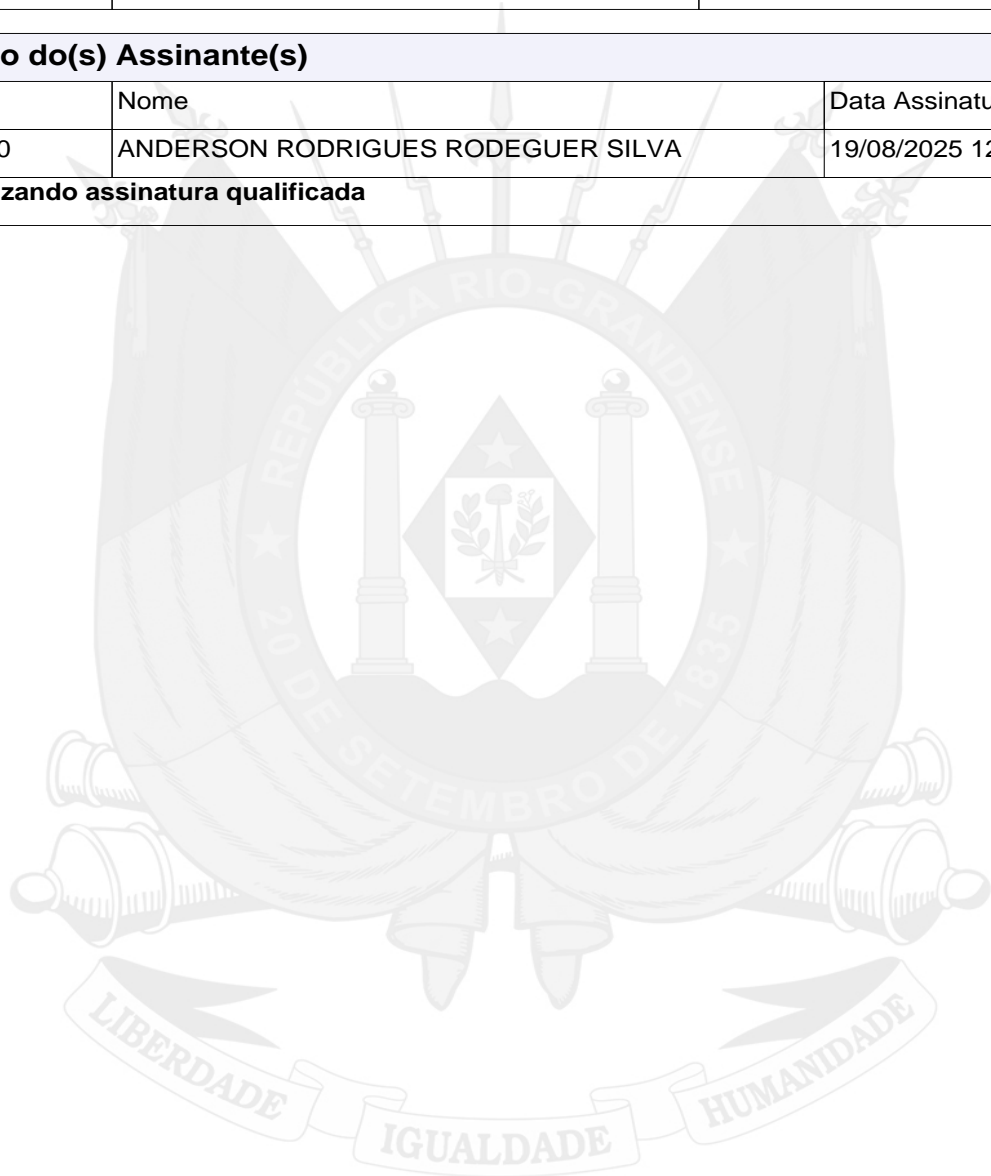 o do(s) Assinante(s)
Nome Data Assinatu
0 ANDERSON RODRIGUES RODEGUER SILVA 19/08/2025 12
zando assinatura qualificada
REPÚBLICA RIO-GRANDENSE
20 DE SETEMBRO DE 1835
LIBERDADE IGUALDADE HUMANIDADE